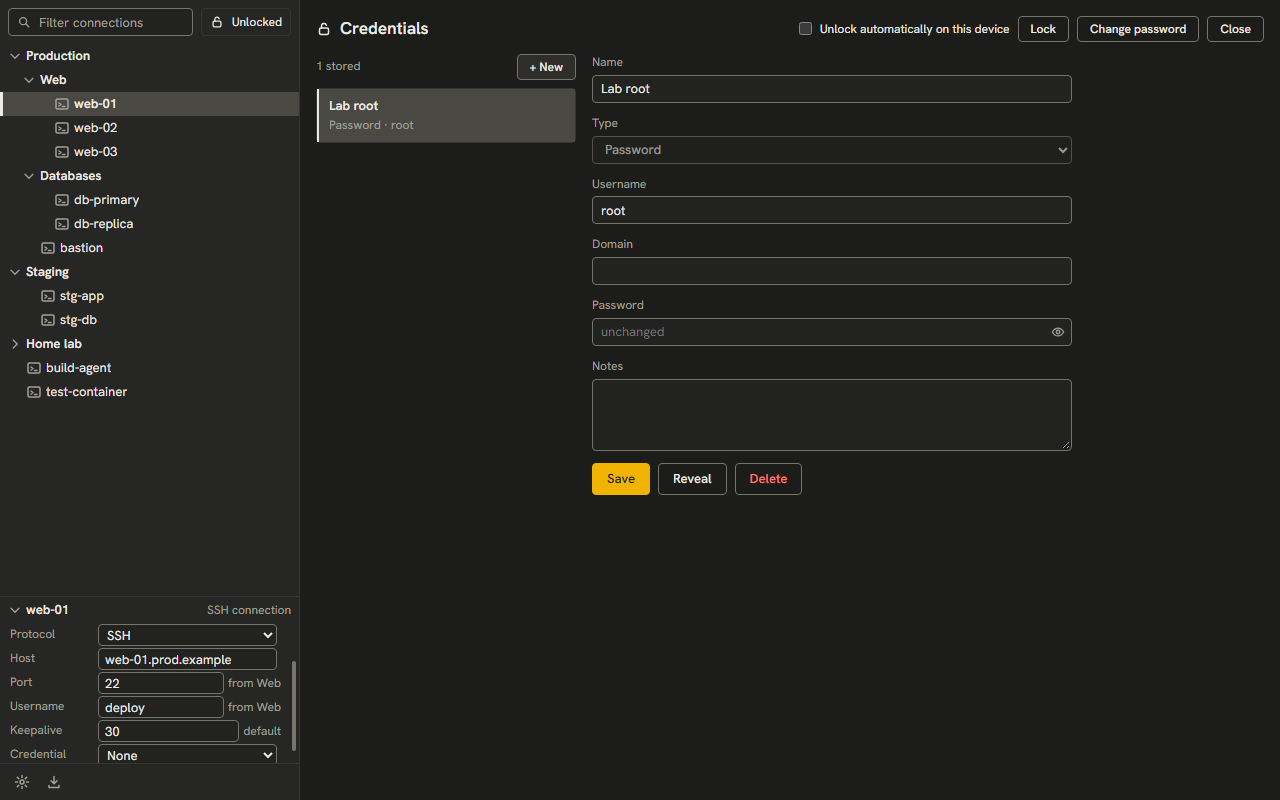 Filter connections
Unlocked
Production
Web
web-01
web-02
web-03
Databases
db-primary
db-replica
bastion
Staging
stg-app
stg-db
Home lab
build-agent
test-container
web-01 SSH connection
Protocol SSH
Host web-01.prod.example
Port 22 from Web
Username deploy from Web
Keepalive 30 default
Credential None
Credentials
Unlock automatically on this device
Lock
Change password
Close
1 stored
+ New
Lab root
Password · root
Name
Lab root
Type
Password
Username
root
Domain
Password
unchanged
Notes
Save
Reveal
Delete